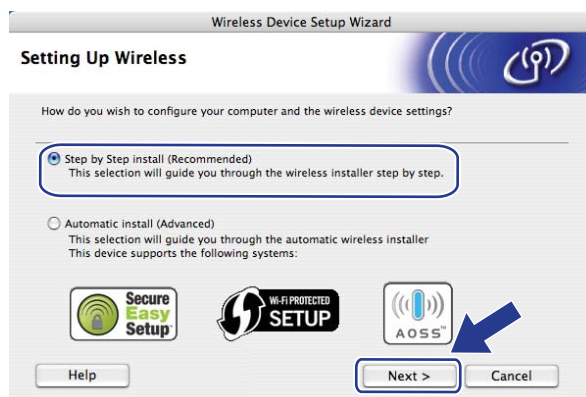 Wireless Device Setup Wizard
Setting Up Wireless
How do you wish to configure your computer and the wireless device settings?
Step by Step install (Recommended)
This selection will guide you through the wireless installer step by step.
Automatic install (Advanced)
This selection will guide you through the automatic wireless installer
This device supports the following systems:
Secure
Easy
Setup
WI-FI PROTECTED
SETUP
AOSS™
Help
Next >
Cancel